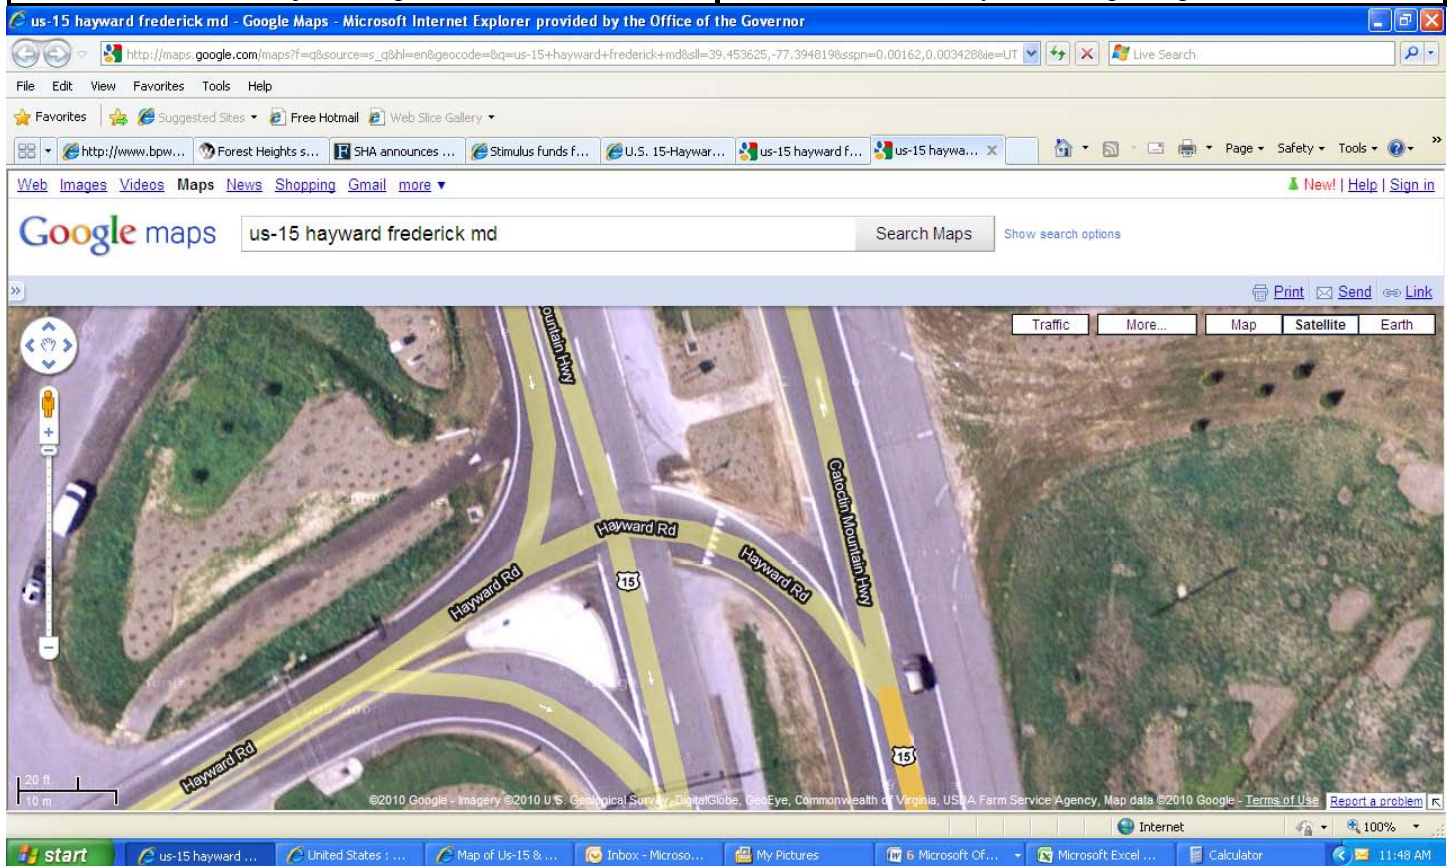 us-15 hayward frederick md - Google Maps - Microsoft Internet Explorer provided by the Office of the Governor
http://maps.google.com/maps?f=q&source=s_q&hl=en&geocode=&q=us-15+hayward+frederick+md&sll=39.453625,-77.394819&sspn=0.00162,0.003428&ie=UT Live Search
File Edit View Favorites Tools Help
Favorites Suggested Sites Free Hotmail Web Slice Gallery
http://www.bpw... Forest Heights s... SHA announces ... Stimulus funds f... U.S. 15-Haywar... us-15 hayward f... us-15 haywa... Page Safety Tools »
Web Images Videos Maps News Shopping Gmail more ▼ New! | Help | Sign in
Google maps us-15 hayward frederick md Search Maps Show search options
» Print Send Link
Traffic More... Map Satellite Earth
ountain Hwy
Catoctin Mountain Hwy
Hayward Rd
Hayward Rd
15
Hayward Rd
15
Hayward Rd
20 ft
10 m
©2010 Google - Imagery ©2010 U.S. Geological Survey, DigitalGlobe, GeoEye, Commonwealth of Virginia, USDA Farm Service Agency, Map data ©2010 Google - Terms of Use Report a problem
Internet 100%
start us-15 hayward ... United States : ... Map of Us-15 & ... Inbox - Microso... My Pictures 6 Microsoft Of... Microsoft Excel ... Calculator 11:48 AM